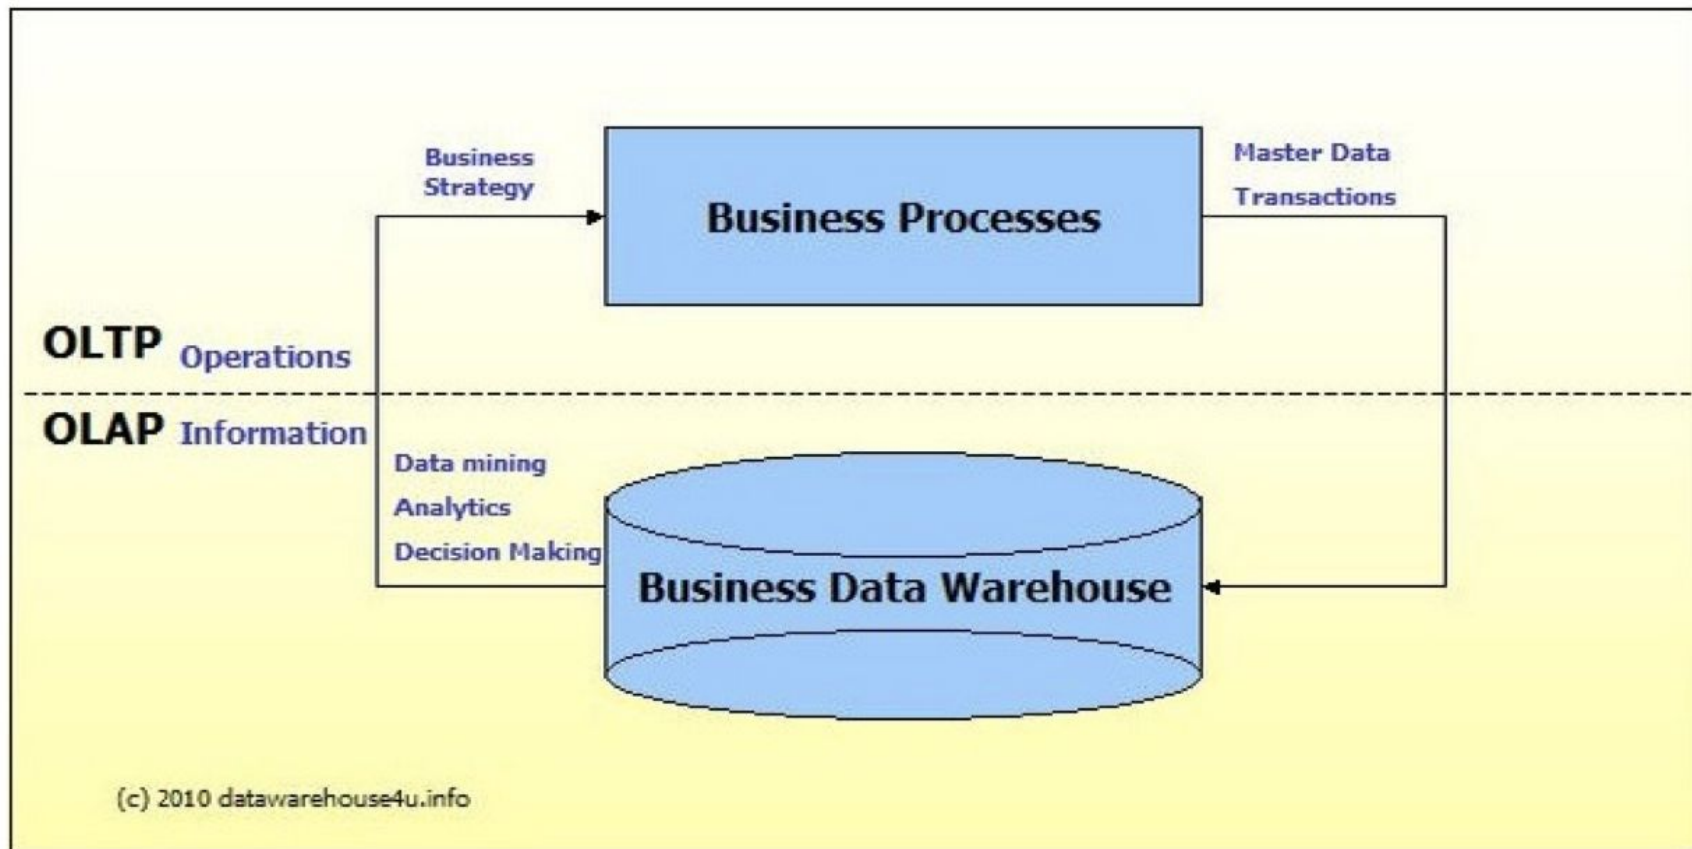 Business
Strategy
Business Processes
Master Data
Transactions
OLTP Operations
OLAP Information
Data mining
Analytics
Decision Making
Business Data Warehouse
(c) 2010 datawarehouse4u.info